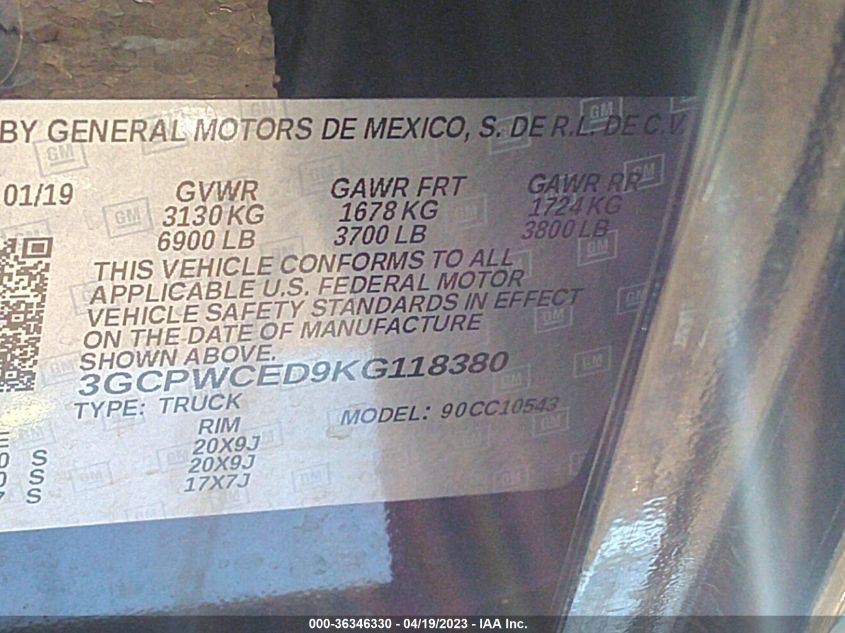 BY GENERAL MOTORS DE MEXICO, S. DE R.L. DE C.V.
01/19 GVWR GAWR FRT GAWR RR
3130 KG 1678 KG 1724 KG
6900 LB 3700 LB 3800 LB
THIS VEHICLE CONFORMS TO ALL
APPLICABLE U.S. FEDERAL MOTOR
VEHICLE SAFETY STANDARDS IN EFFECT
ON THE DATE OF MANUFACTURE
SHOWN ABOVE.
3GCPWCED9KG118380
TYPE: TRUCK MODEL: 90CC10543
RIM
S 20X9J
S 20X9J
S 17X7J
GM
000-36346330 - 04/19/2023 - IAA Inc.